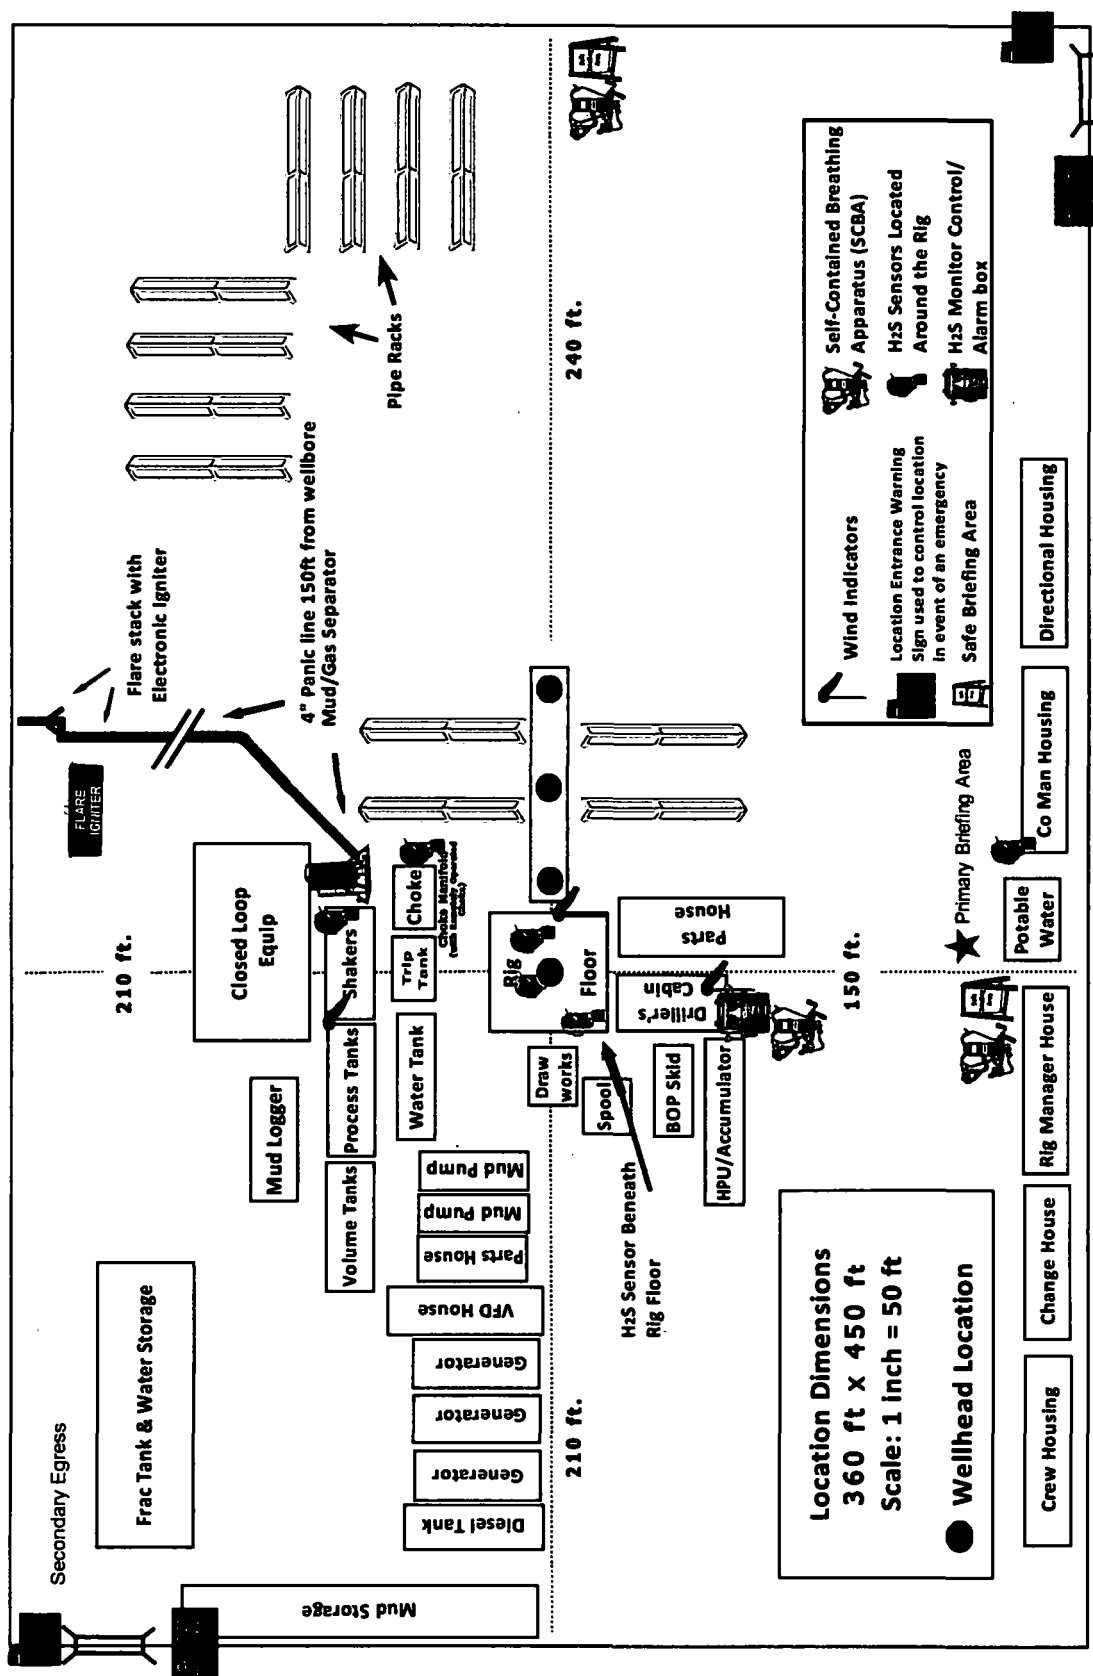 Secondary Egress
Frac Tank & Water Storage
Mud Storage
210 ft.
Flare stack with
Electronic Igniter
FLARE
IGNITER
4" Panic line 150ft from wellbore
Mud/Gas Separator
Pipe Racks
Closed Loop
Equip
Mud Logger
Volume Tanks
Process Tanks
Shakers
Trip
Tank
Choke
Choke Manifold
(with Remotely Operated
Choke)
Water Tank
Diesel Tank
Generator
Generator
Generator
VFD House
Parts House
Mud Pump
Mud Pump
210 ft.
240 ft.
Draw
works
Rig
Floor
Spool
Driller's
Cabin
Parts
House
BOP Skid
HPU/Accumulator
H2S Sensor Beneath
Rig Floor
150 ft.
Location Dimensions
360 ft x 450 ft
Scale: 1 inch = 50 ft
Wellhead Location
Primary Briefing Area
Wind Indicators
Location Entrance Warning
Sign used to control location
in event of an emergency
Safe Briefing Area
Self-Contained Breathing
Apparatus (SCBA)
H2S Sensors Located
Around the Rig
H2S Monitor Control/
Alarm box
Crew Housing
Change House
Rig Manager House
Potable
Water
Co Man Housing
Directional Housing